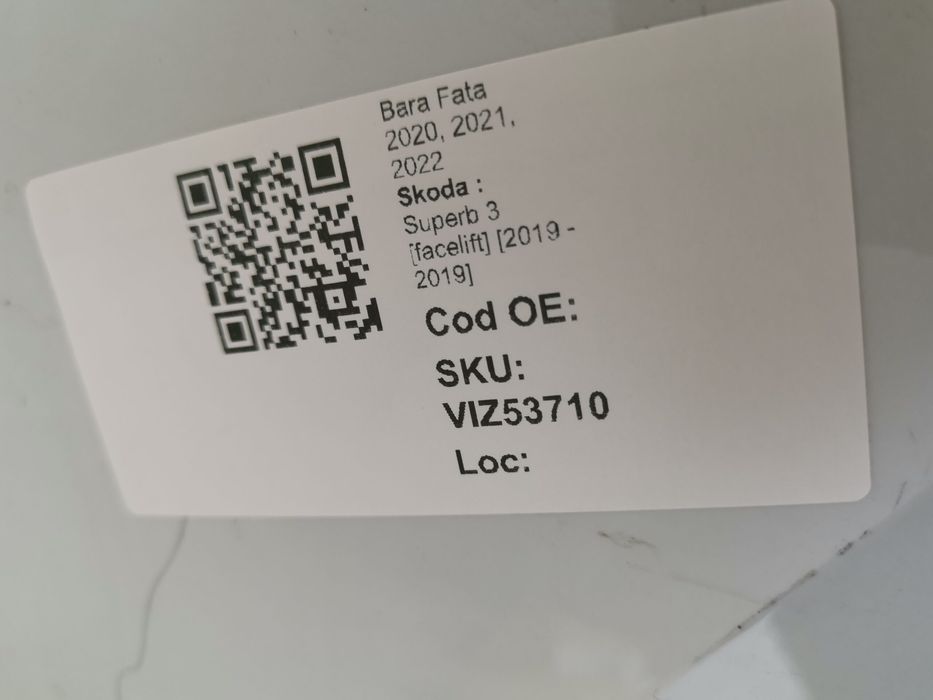 Bara Fata
2020, 2021,
2022
Skoda :
Superb 3
[facelift] [2019 -
2019]
Cod OE:
SKU:
VIZ53710
Loc: